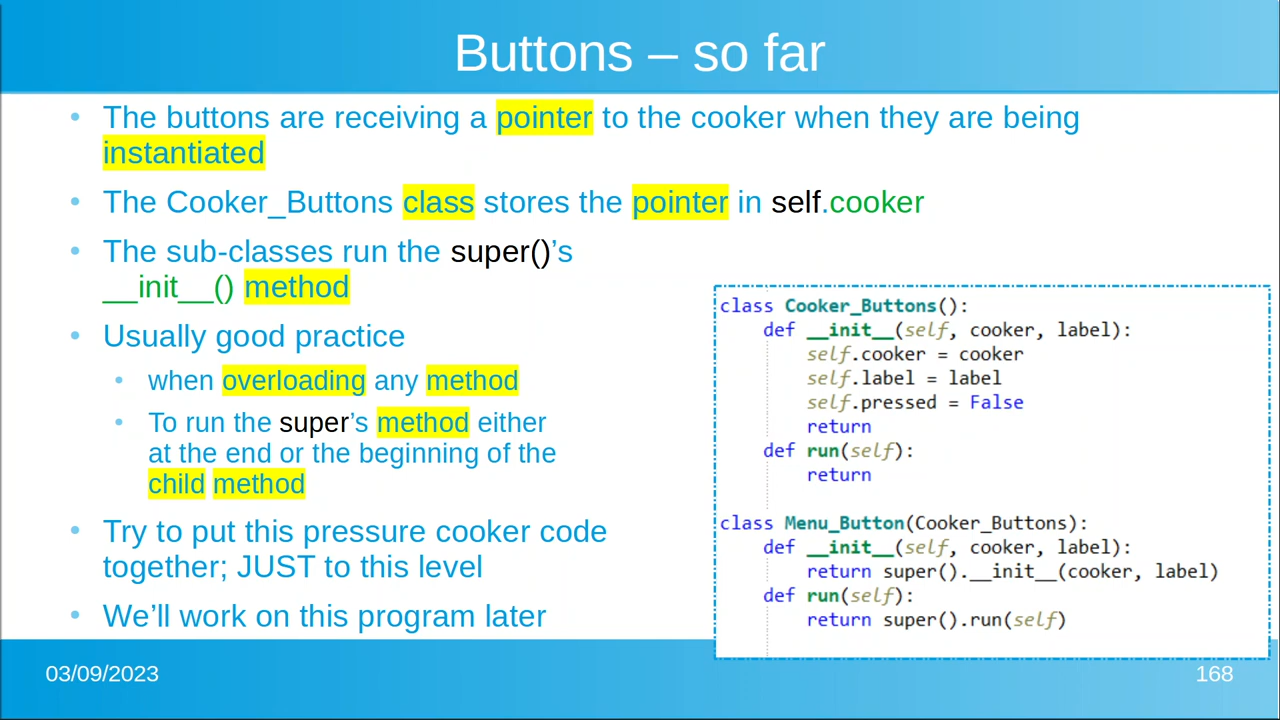 Buttons – so far
• The buttons are receiving a pointer to the cooker when they are being
instantiated
• The Cooker_Buttons class stores the pointer in self.cooker
• The sub-classes run the super()’s
__init__() method
• Usually good practice
• when overloading any method
• To run the super’s method either
at the end or the beginning of the
child method
• Try to put this pressure cooker code
together; JUST to this level
• We’ll work on this program later
class Cooker_Buttons():
    def __init__(self, cooker, label):
        self.cooker = cooker
        self.label = label
        self.pressed = False
        return
    def run(self):
        return
class Menu_Button(Cooker_Buttons):
    def __init__(self, cooker, label):
        return super().__init__(cooker, label)
    def run(self):
        return super().run(self)
03/09/2023
168